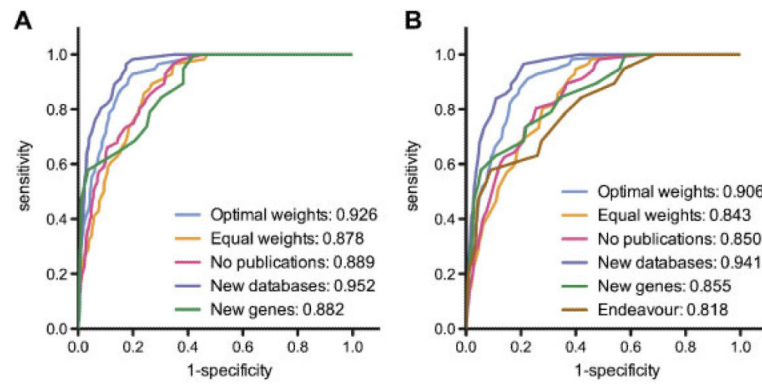 A
1.0
0.8
0.6
0.4
0.2
0.0
sensitivity
Optimal weights: 0.926
Equal weights: 0.878
No publications: 0.889
New databases: 0.952
New genes: 0.882
0.0 0.2 0.4 0.6 0.8 1.0
1-specificity
B
1.0
0.8
0.6
0.4
0.2
0.0
sensitivity
Optimal weights: 0.906
Equal weights: 0.843
No publications: 0.850
New databases: 0.941
New genes: 0.855
Endeavour: 0.818
0.0 0.2 0.4 0.6 0.8 1.0
1-specificity